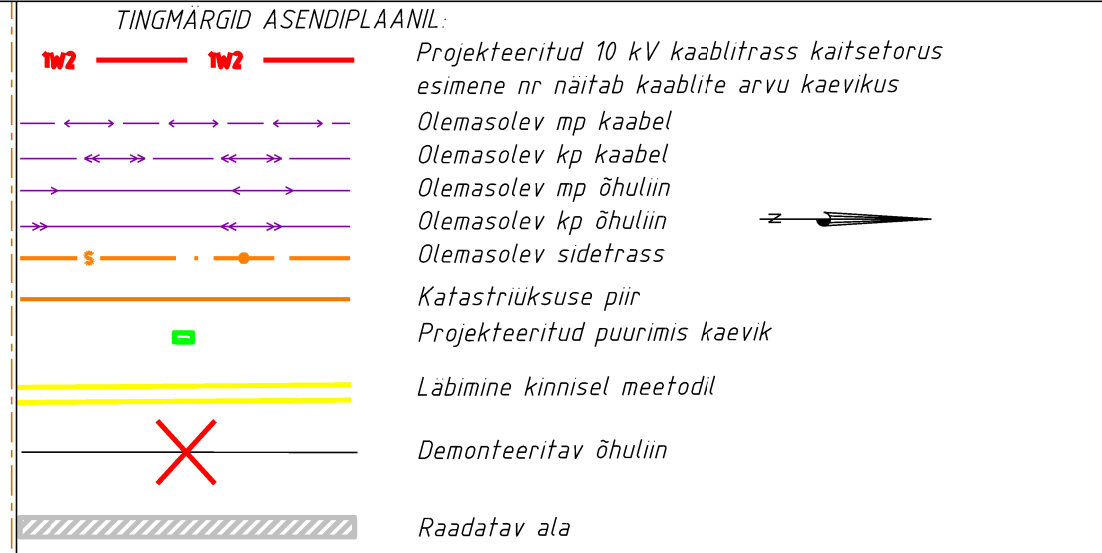 TINGMÄRGID ASENDIPLAANIL:
1W2 1W2 Projekteeritud 10 kV kaablitrass kaitsetorus
esimene nr näitab kaablite arvu kaevikus
Olemasolev mp kaabel
Olemasolev kp kaabel
Olemasolev mp õhuliin
Olemasolev kp õhuliin
N
S Olemasolev sidetrass
Katastriüksuse piir
Projekteeritud puurimis kaevik
Läbimine kinnisel meetodil
Demonteeritav õhuliin
Raadatav ala